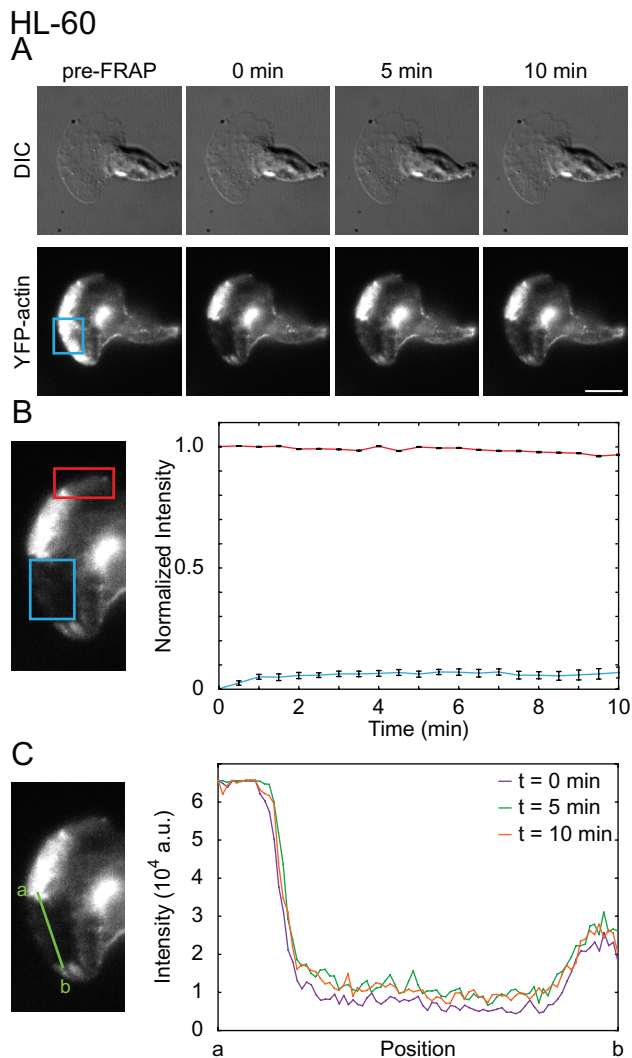 HL-60
A
pre-FRAP 0 min 5 min 10 min
DIC
YFP-actin
B
Normalized Intensity
1.0
0.5
0
0 2 4 6 8 10
Time (min)
C
a
b
Intensity (10⁴ a.u.)
6
5
4
3
2
1
0
t = 0 min
t = 5 min
t = 10 min
a Position b